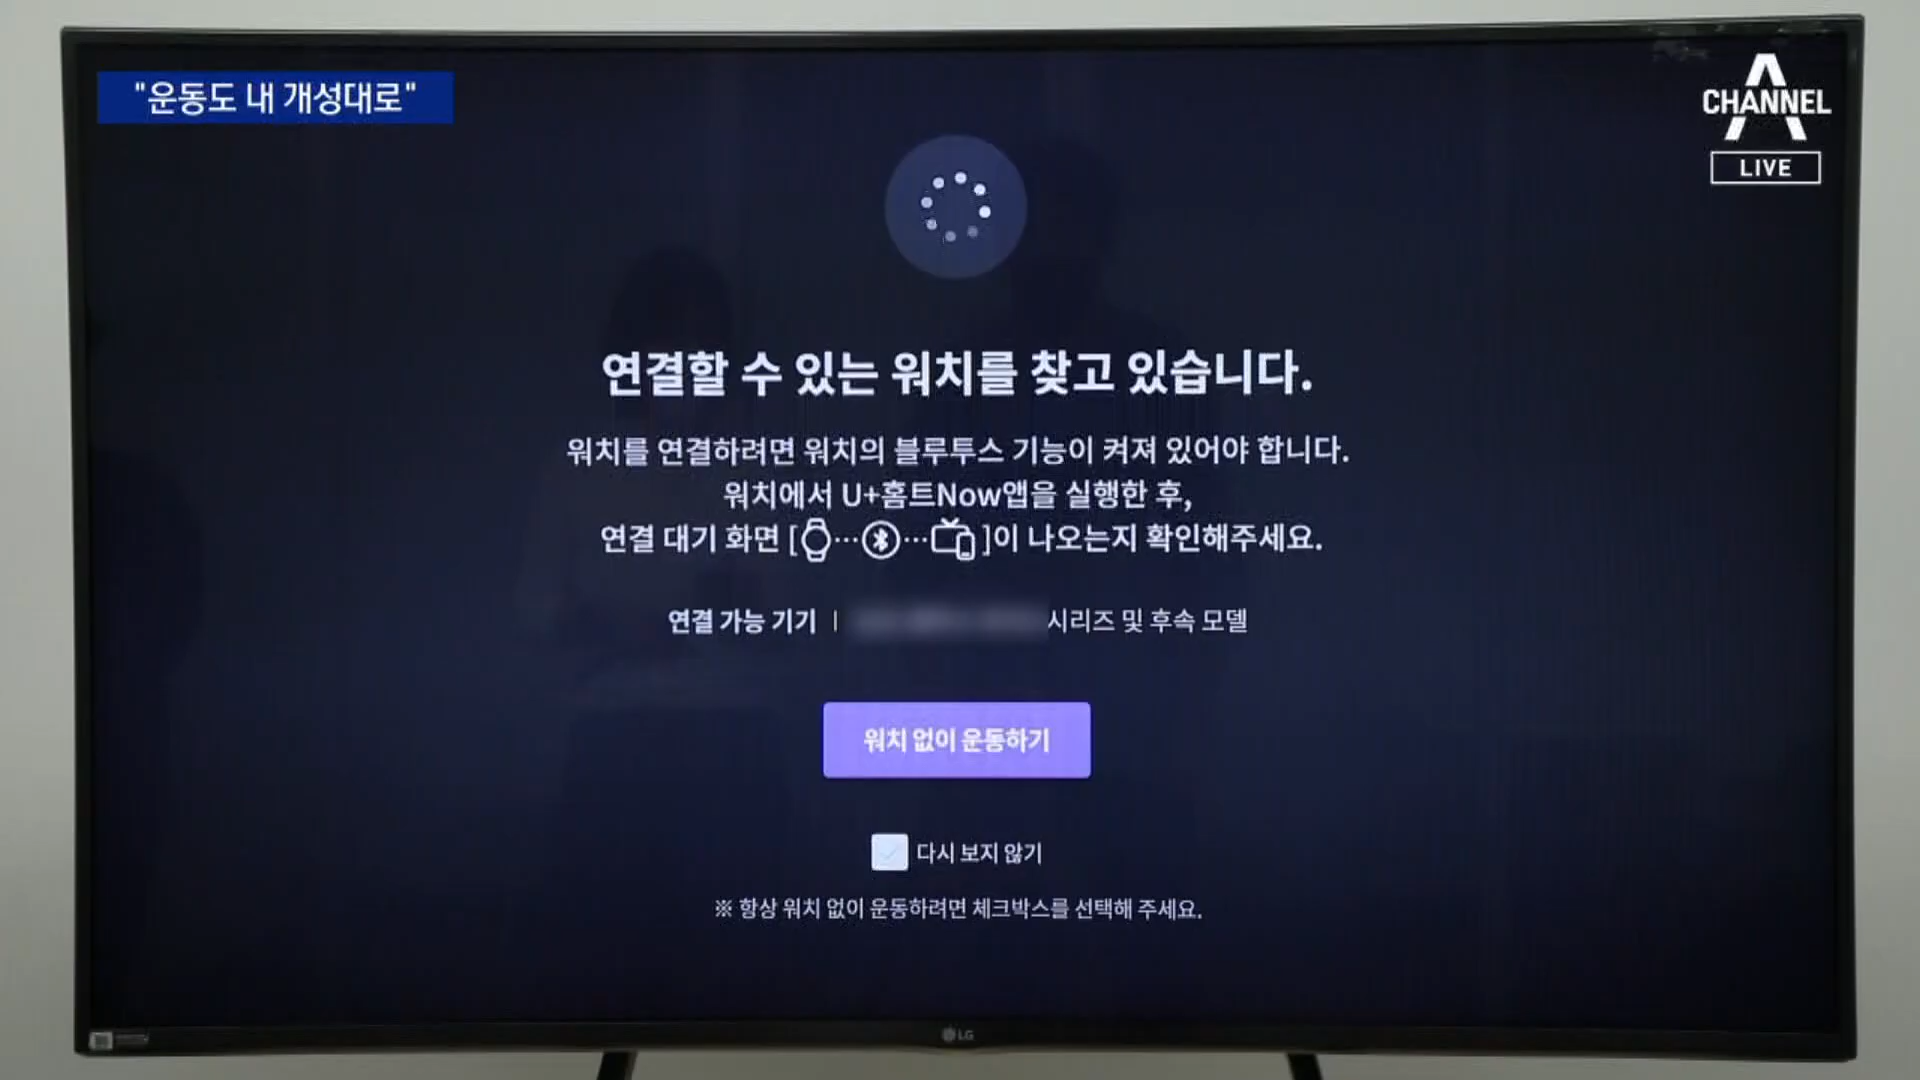 "운동도 내 개성대로"
CHANNEL A
LIVE
연결할 수 있는 워치를 찾고 있습니다.
워치를 연결하려면 워치의 블루투스 기능이 켜져 있어야 합니다.
워치에서 U+홈트Now앱을 실행한 후,
연결 대기 화면 [ ··· ··· ]이 나오는지 확인해주세요.
연결 가능 기기 | 시리즈 및 후속 모델
워치 없이 운동하기
다시 보지 않기
※ 항상 워치 없이 운동하려면 체크박스를 선택해 주세요.
LG